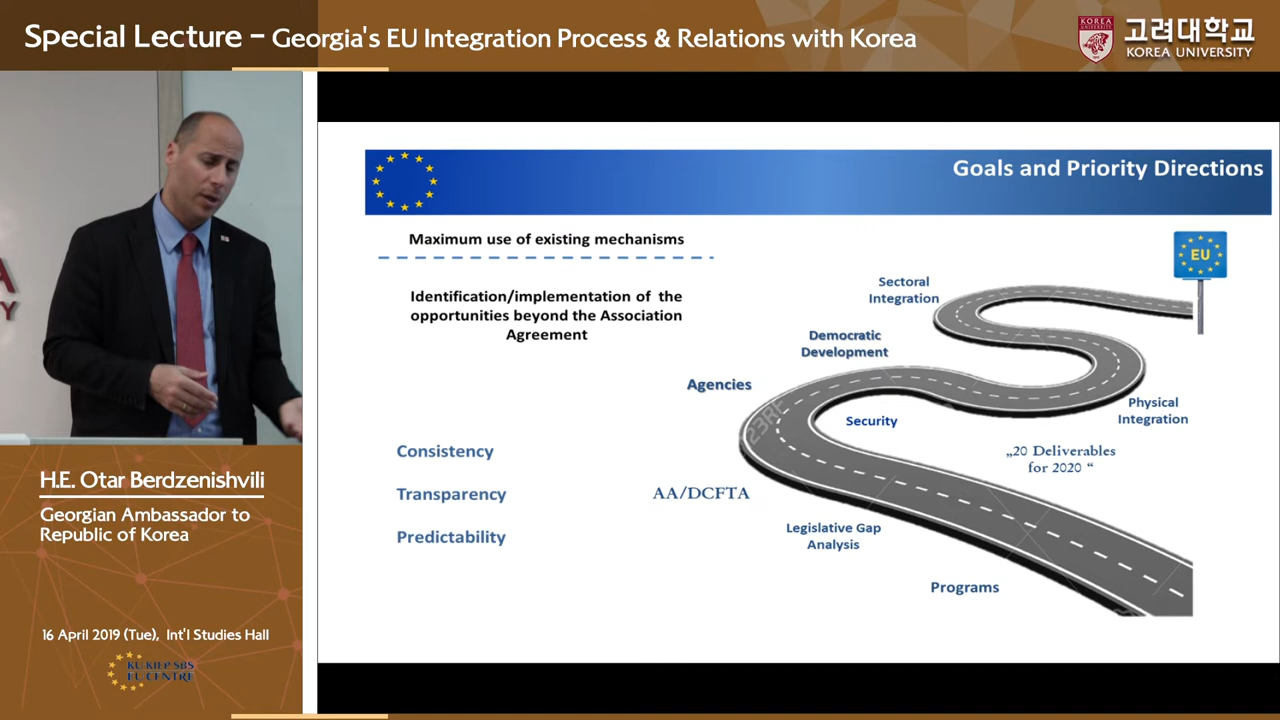 Special Lecture - Georgia's EU Integration Process & Relations with Korea
KOREA
UNIVERSITY
고려대학교
KOREA UNIVERSITY
A
Y
Goals and Priority Directions
Maximum use of existing mechanisms
Identification/implementation of the
opportunities beyond the Association
Agreement
EU
Sectoral
Integration
Democratic
Development
Agencies
Physical
Integration
Security
„20 Deliverables
for 2020 “
Consistency
Transparency
Predictability
AA/DCFTA
Legislative Gap
Analysis
Programs
23RF
H.E. Otar Berdzenishvili
Georgian Ambassador to
Republic of Korea
16 April 2019 (Tue), Int'l Studies Hall
KU-KIEP-SBS
EU CENTRE